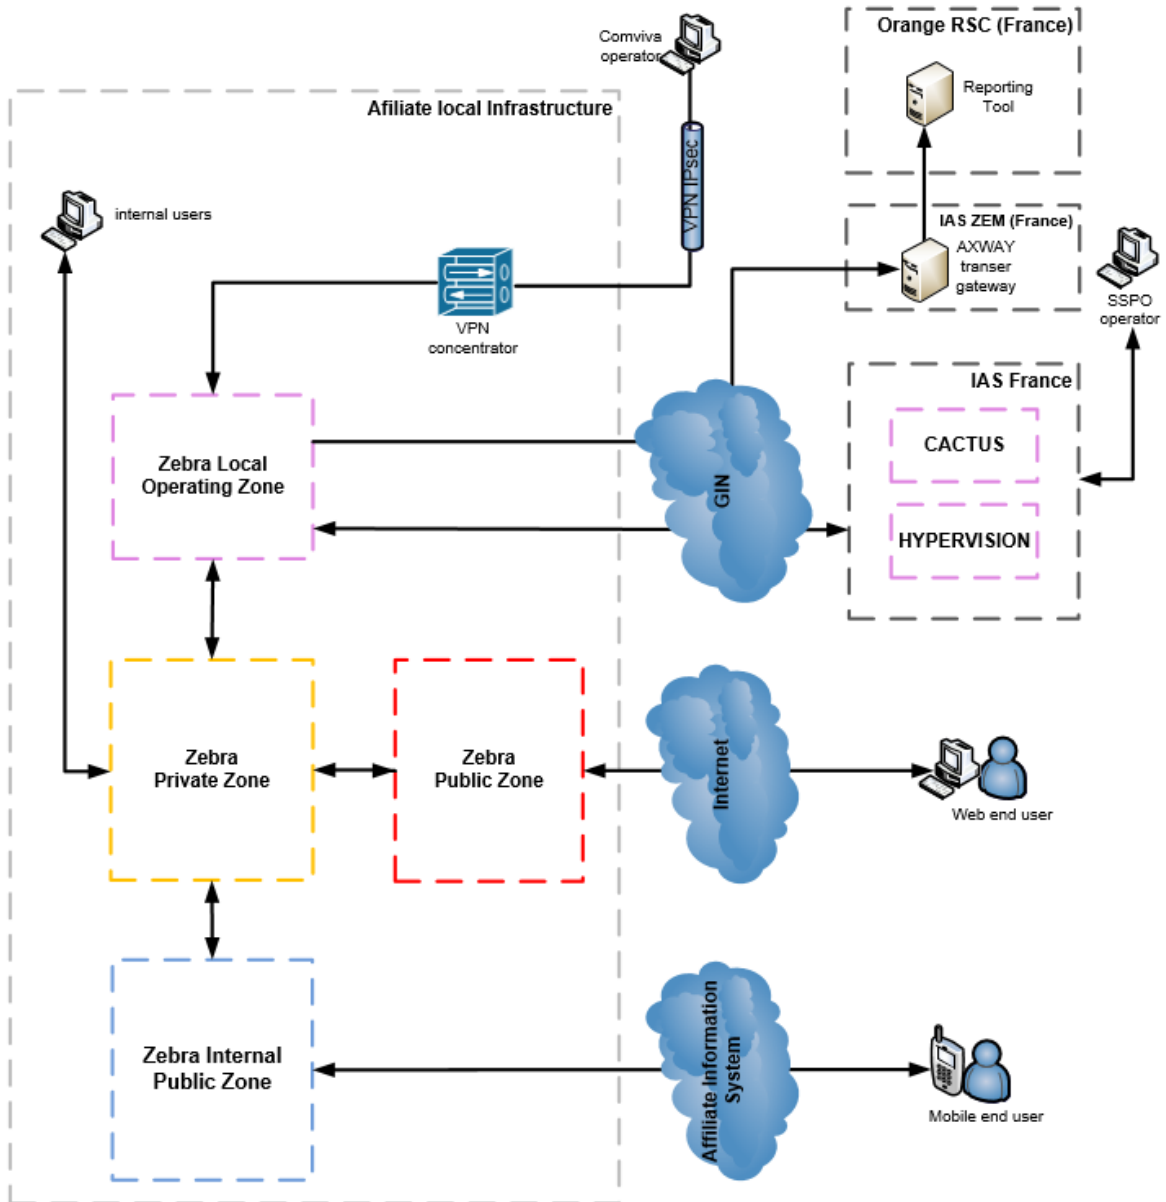 Comviva
operator
Orange RSC (France)
Reporting
Tool
Afiliate local Infrastructure
VPN IPsec
internal users
IAS ZEM (France)
AXWAY
transer
gateway
SSPO
operator
VPN
concentrator
IAS France
CACTUS
HYPERVISION
Zebra Local
Operating Zone
GIN
Zebra
Private Zone
Zebra
Public Zone
Internet
Web end user
Zebra Internal
Public Zone
Affiliate Information
System
Mobile end user